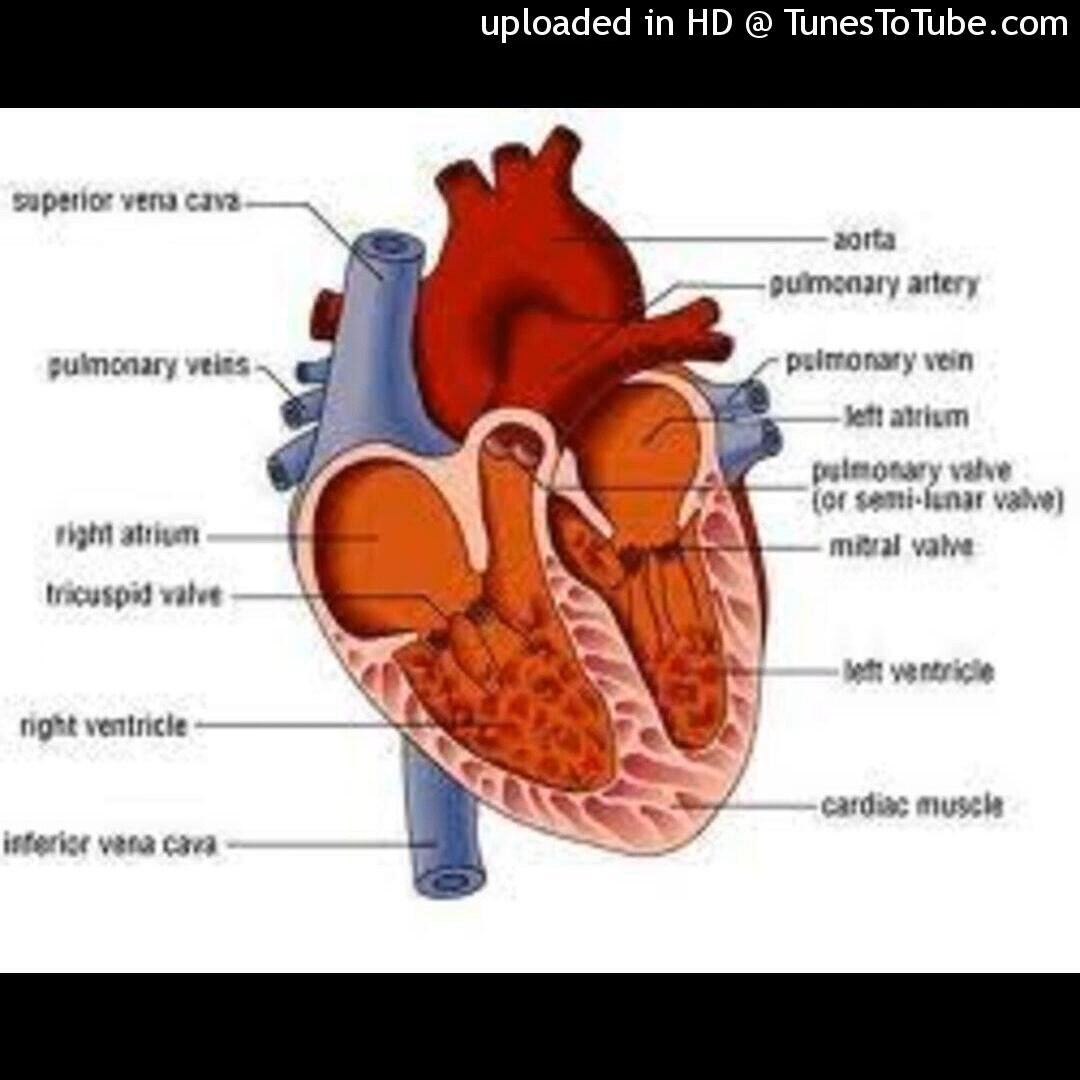 uploaded in HD @ TunesToTube.com
superior vena cava
aorta
pulmonary artery
pulmonary veins
pulmonary vein
left atrium
pulmonary valve
(or semi-lunar valve)
right atrium
mitral valve
tricuspid valve
left ventricle
right ventricle
cardiac muscle
inferior vena cava